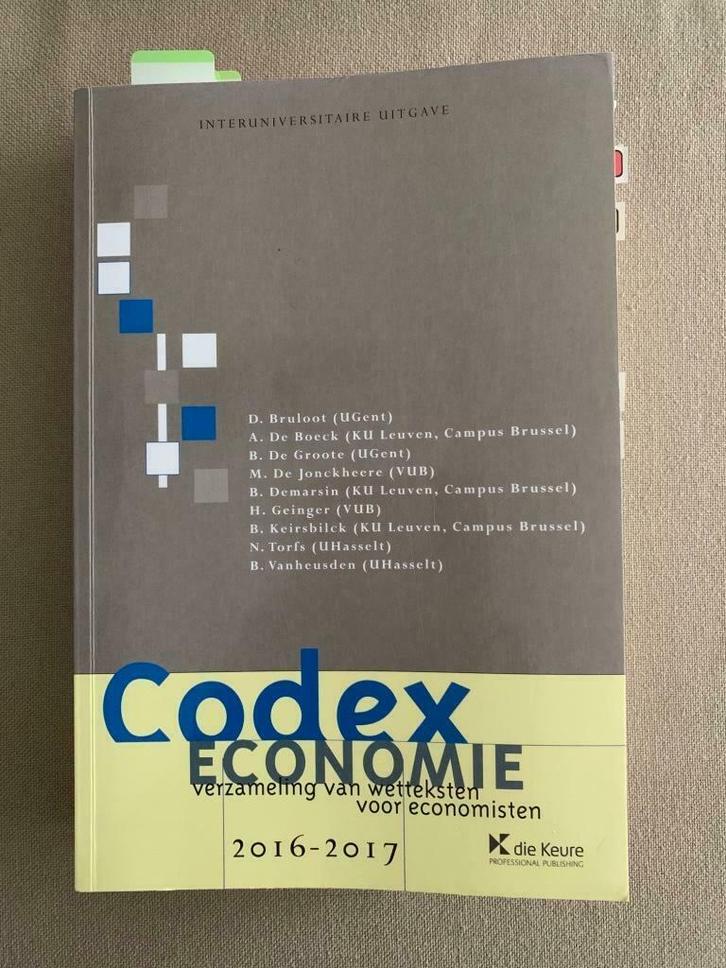 INTERUNIVERSITAIRE UITGAVE
D. Bruloot (UGent)
A. De Boeck (KU Leuven, Campus Brussel)
B. De Groote (UGent)
M. De Jonckheere (VUB)
B. Demarsin (KU Leuven, Campus Brussel)
H. Geinger (VUB)
B. Keirsbilck (KU Leuven, Campus Brussel)
N. Torfs (UHasselt)
B. Vanheusden (UHasselt)
Codex
ECONOMIE
verzameling van wetteksten
voor economisten
2016-2017
die Keure
PROFESSIONAL PUBLISHING